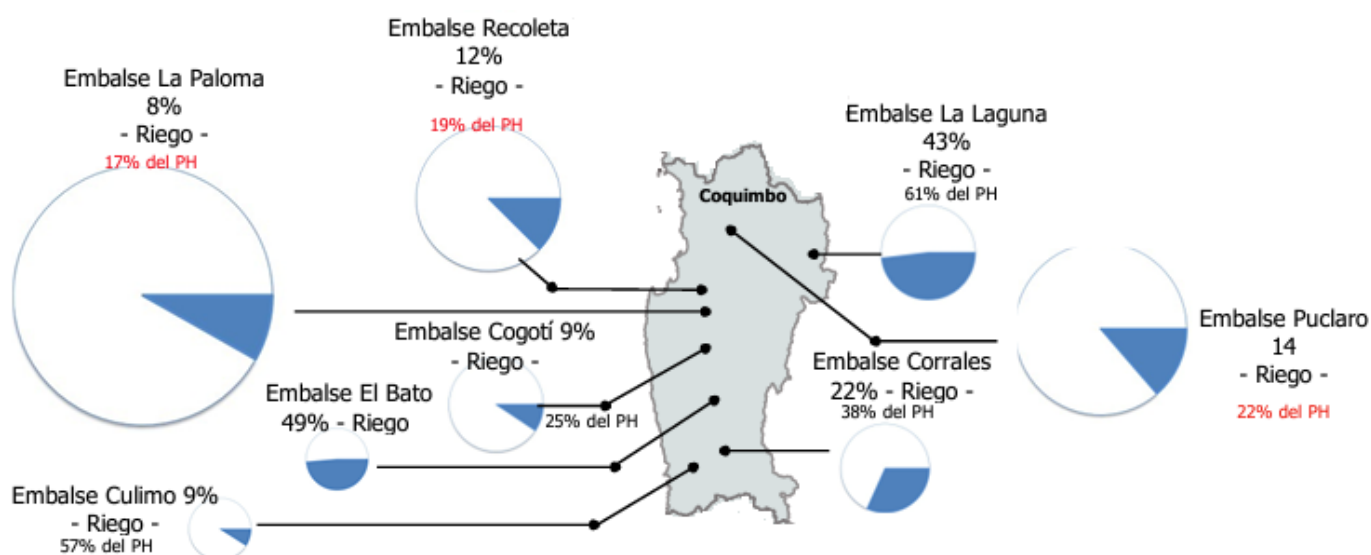 Embalse La Paloma
8%
- Riego -
17% del PH
Embalse Recoleta
12%
- Riego -
19% del PH
Coquimbo
Embalse La Laguna
43%
- Riego -
61% del PH
Embalse Puclaro
14
- Riego -
22% del PH
Embalse Cogotí 9%
- Riego -
25% del PH
Embalse Corrales
22% - Riego -
38% del PH
Embalse El Bato
49% - Riego
Embalse Culimo 9%
- Riego -
57% del PH